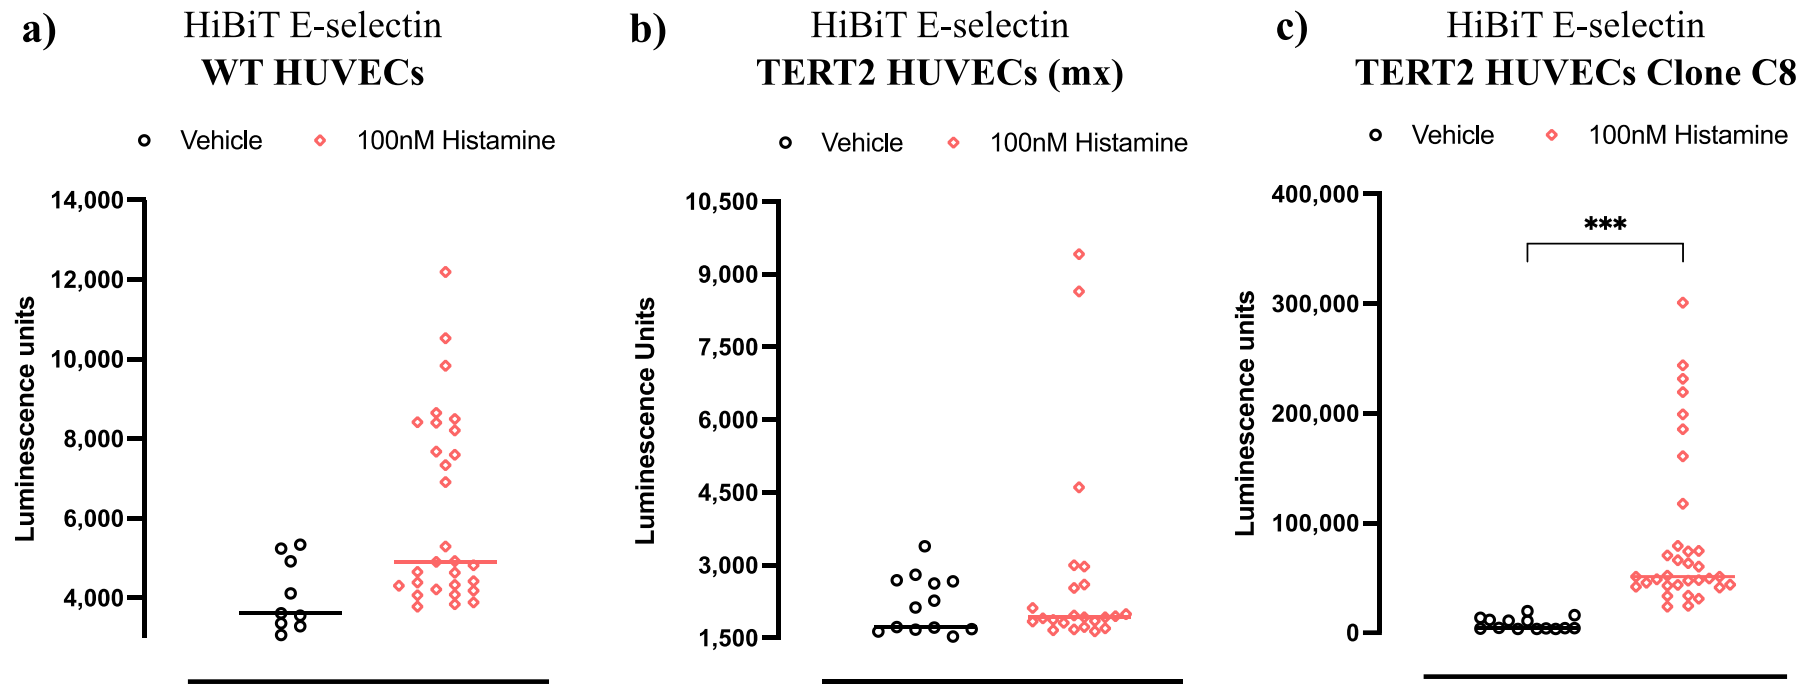 a)
HiBiT E-selectin
WT HUVECs
Vehicle
100nM Histamine
Luminescence units
14,000
12,000
10,000
8,000
6,000
4,000
b)
HiBiT E-selectin
TERT2 HUVECs (mx)
Vehicle
100nM Histamine
Luminescence Units
10,500
9,000
7,500
6,000
4,500
3,000
1,500
c)
HiBiT E-selectin
TERT2 HUVECs Clone C8
Vehicle
100nM Histamine
Luminescence units
400,000
300,000
200,000
100,000
0
***